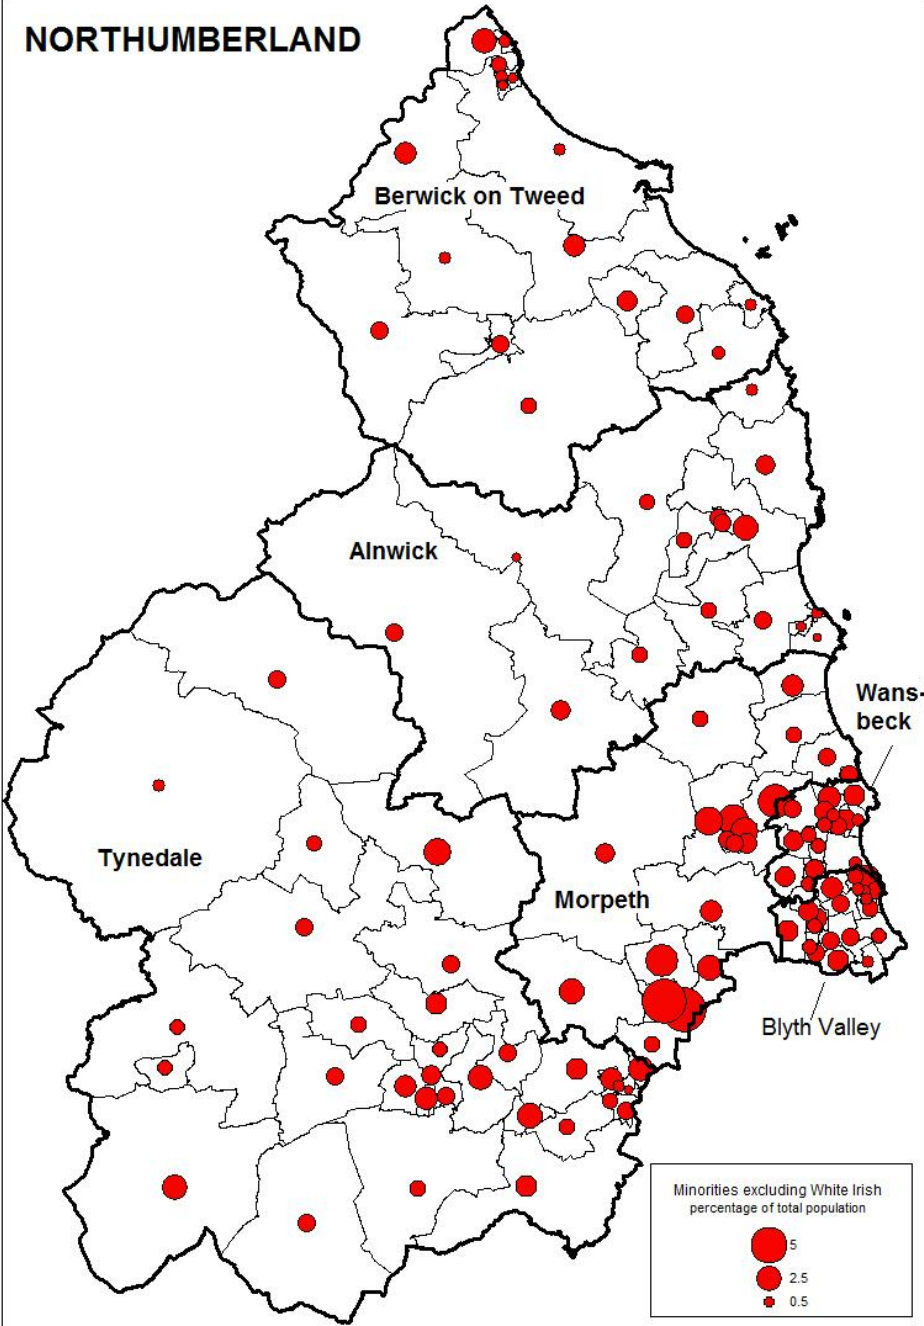 NORTHUMBERLAND
Berwick on Tweed
Alnwick
Wans-
beck
Tynedale
Morpeth
Blyth Valley
Minorities excluding White Irish
percentage of total population
5
2.5
0.5